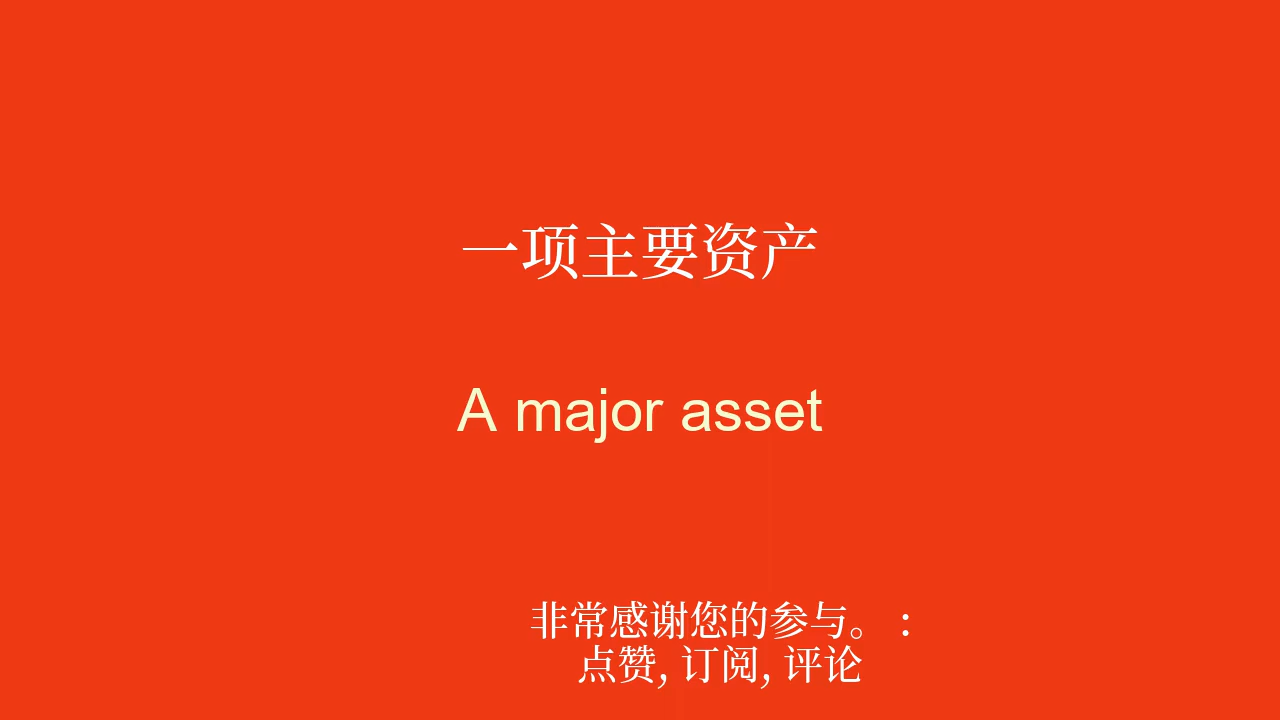 一项主要资产
A major asset
非常感谢您的参与。 :
点赞, 订阅, 评论